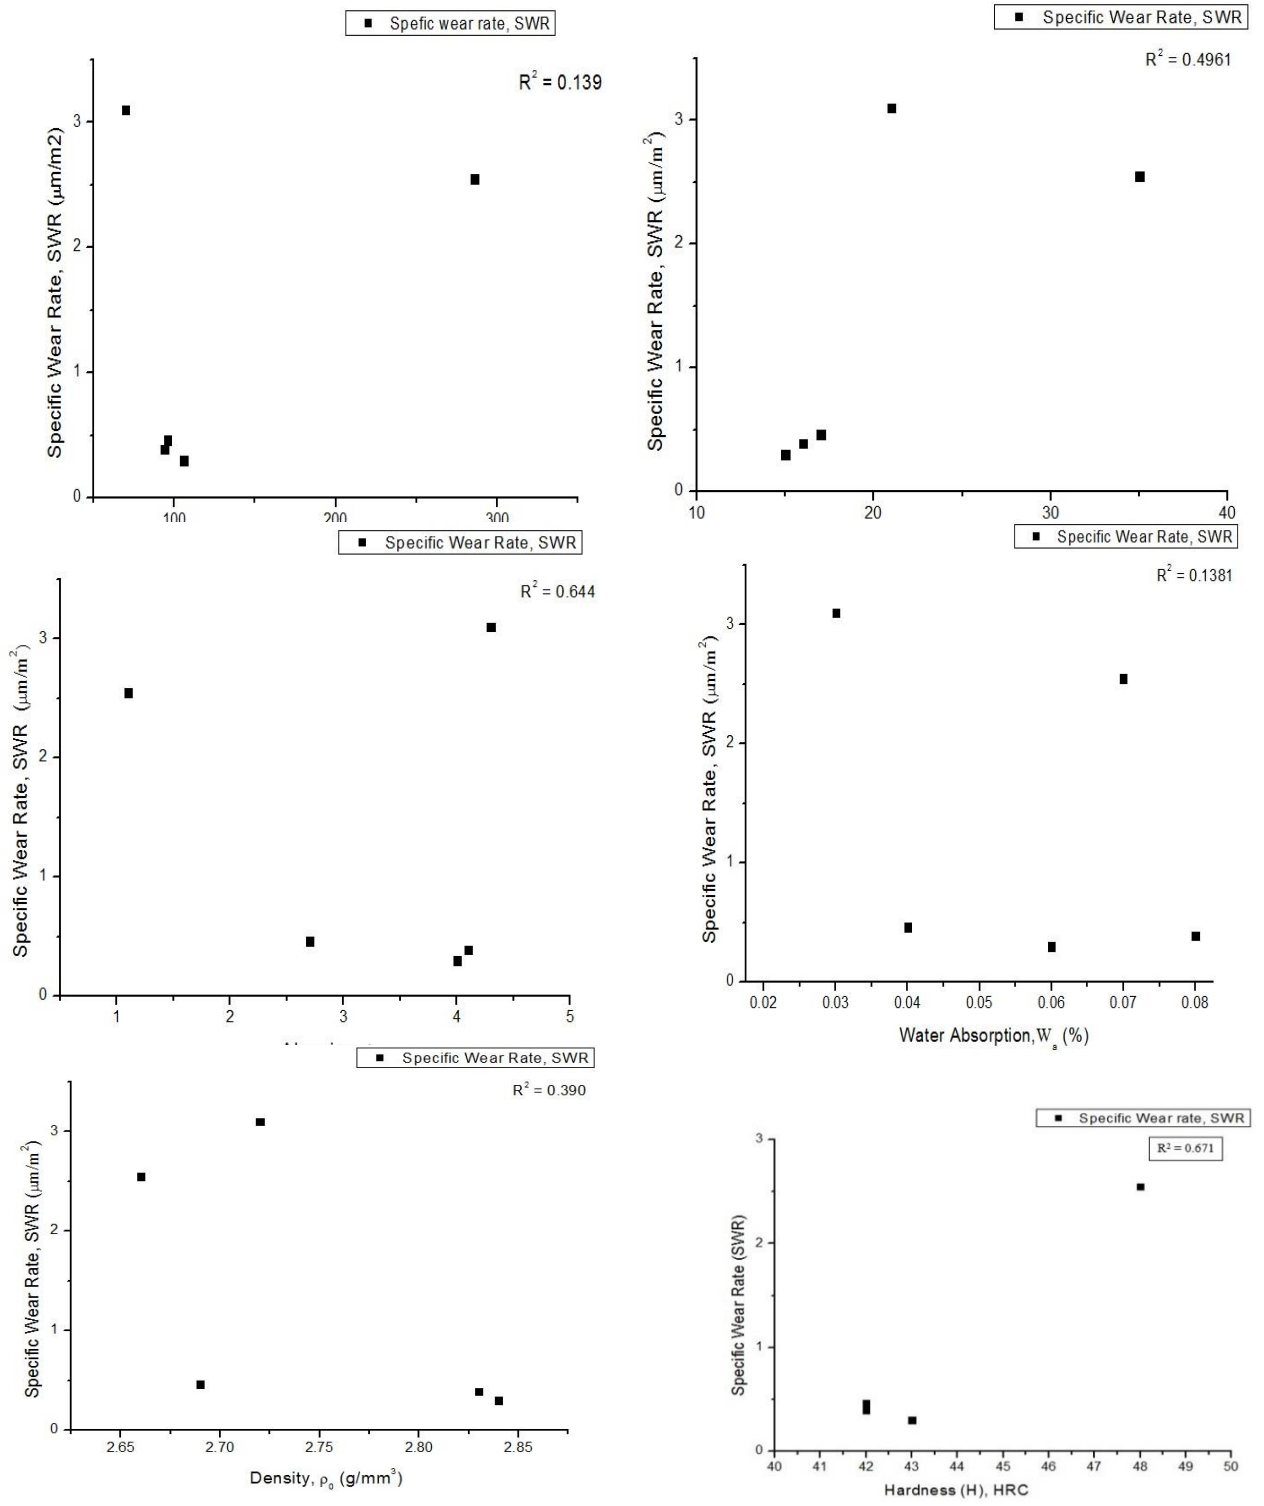 Spefic wear rate, SWR
R² = 0.139
Specific Wear Rate, SWR (μm/m2)
3
2
1
0
100
200
300
Specific Wear Rate, SWR
R² = 0.4961
Specific Wear Rate, SWR (μm/m²)
3
2
1
0
10
20
30
40
Specific Wear Rate, SWR
R² = 0.644
Specific Wear Rate, SWR (μm/m²)
3
2
1
0
1
2
3
4
5
Specific Wear Rate, SWR
R² = 0.1381
Specific Wear Rate, SWR (μm/m²)
3
2
1
0
0.02
0.03
0.04
0.05
0.06
0.07
0.08
Water Absorption,Wₐ (%)
Specific Wear Rate, SWR
R² = 0.390
Specific Wear Rate, SWR (μm/m²)
3
2
1
0
2.65
2.70
2.75
2.80
2.85
Density, ρ₀ (g/mm³)
Specific Wear rate, SWR
R² = 0.671
Specific Wear Rate (SWR)
3
2
1
0
40
41
42
43
44
45
46
47
48
49
50
Hardness (H), HRC